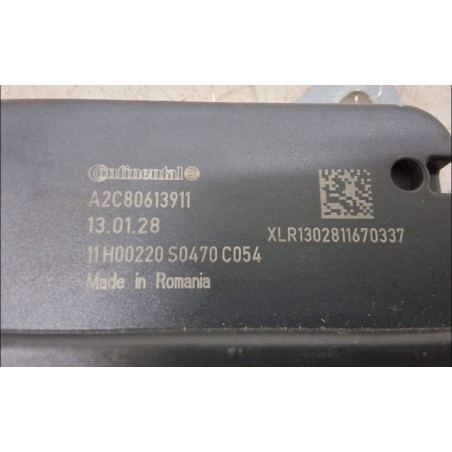 Continental
A2C80613911
13.01.28
11H00220 S0470 C054
Made in Romania
XLR1302811670337